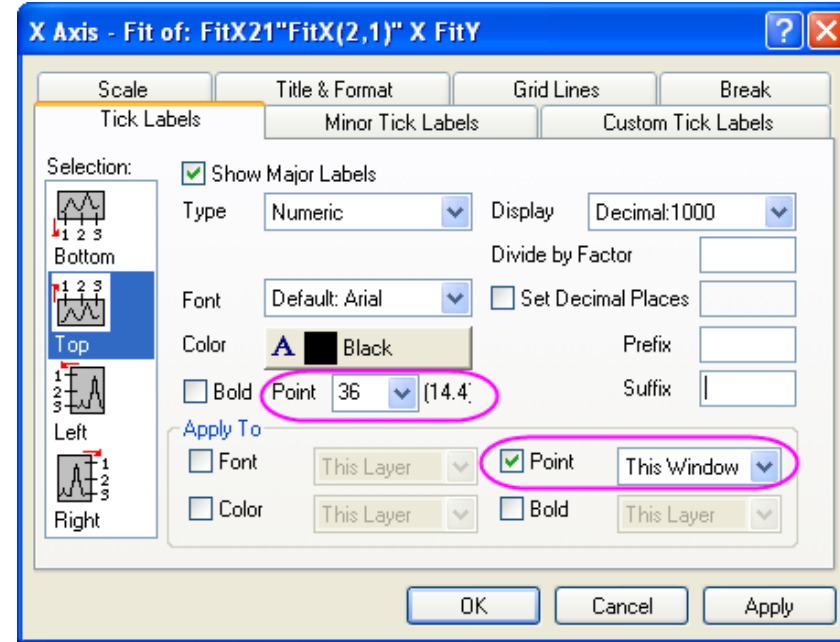 X Axis - Fit of: FitX21"FitX(2,1)" X FitY
Scale
Title & Format
Grid Lines
Break
Tick Labels
Minor Tick Labels
Custom Tick Labels
Selection:
1 2 3
Bottom
1 2 3
Top
1
2
3
Left
1
2
3
Right
Show Major Labels
Type Numeric
Display Decimal:1000
Divide by Factor
Font Default: Arial
Set Decimal Places
Color A Black
Prefix
Bold Point 36 (14.4)
Suffix
Apply To
Font This Layer
Point This Window
Color This Layer
Bold This Layer
OK Cancel Apply